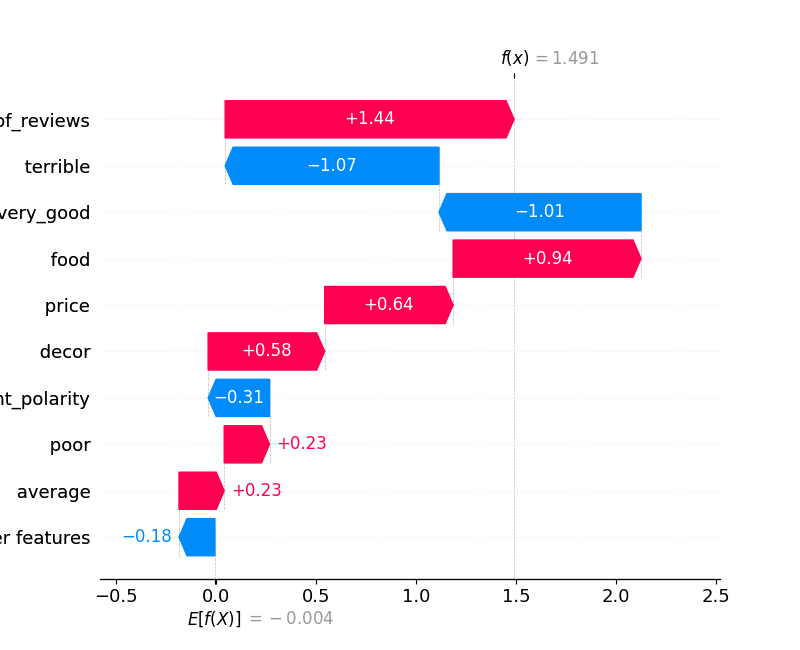 f(x) = 1.491
of_reviews +1.44
terrible −1.07
very_good −1.01
food +0.94
price +0.64
decor +0.58
nt_polarity −0.31
poor +0.23
average +0.23
er features −0.18
−0.5 0.0 0.5 1.0 1.5 2.0 2.5
E[f(X)] = −0.004